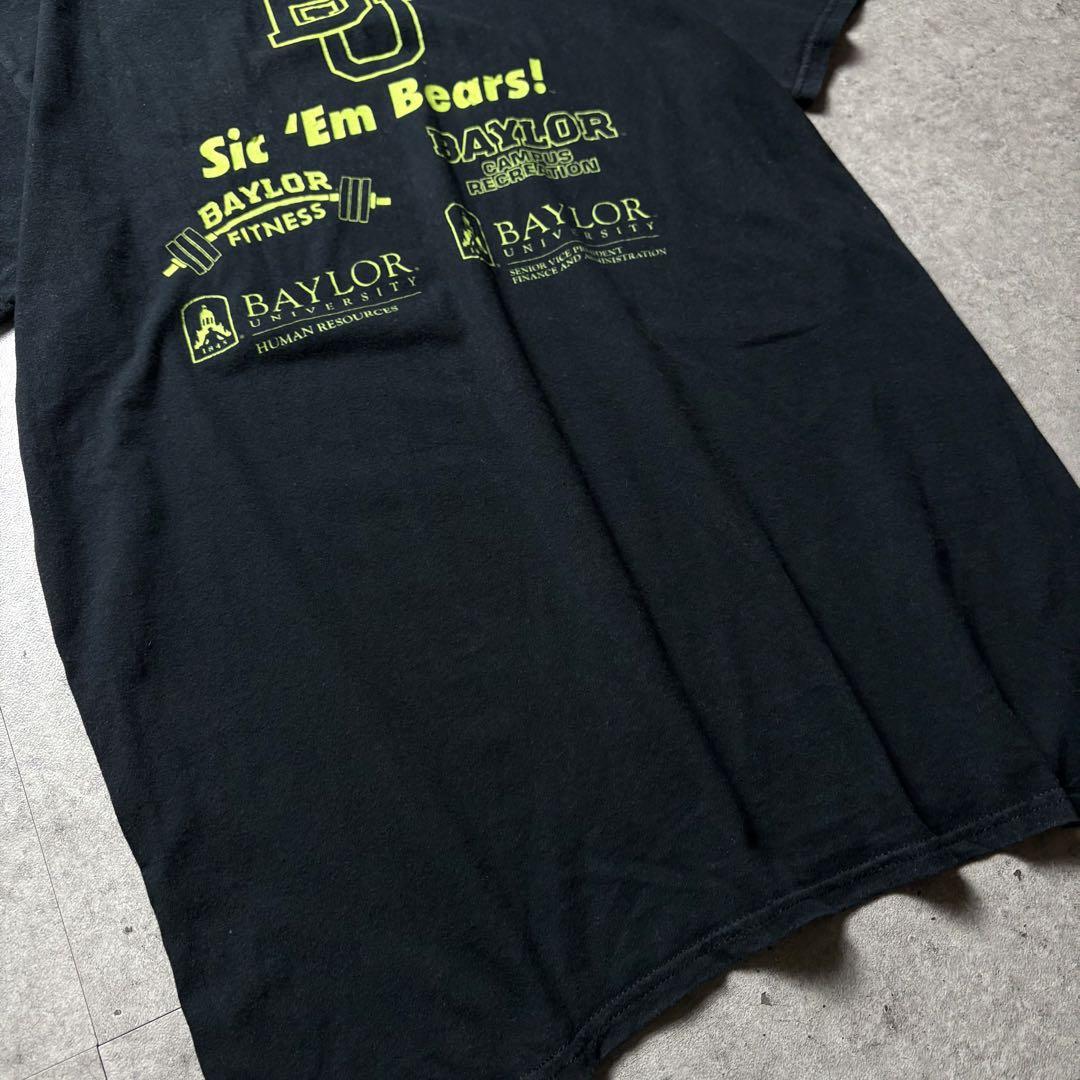 BU
Sic 'Em Bears!
BAYLOR
FITNESS
BAYLOR
CAMPUS
RECREATION
BAYLOR
UNIVERSITY
HUMAN RESOURCES
1845
BAYLOR
UNIVERSITY
SENIOR VICE PRESIDENT
FINANCE AND ADMINISTRATION